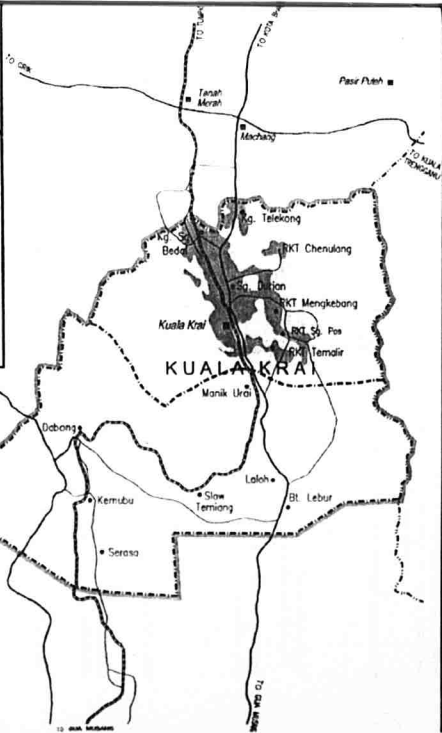 TO TUMPAT
TO KOTA BHARU
TO GRIK
Pasir Puteh
Tanah
Merah
Machang
TO KUALA
TRENGGANU
Kg. Telekong
Kg. Sg.
Bedal
RKT Chenulang
Sg. Durian
RKT Mengkebang
Kuala Krai
RKT Sg. Pas
RKT Temalir
KUALA KRAI
Manik Urai
Dabong
Laloh
Slow
Temiang
Bt. Lebur
Kemubu
Serasa
TO GUA MUSANG
TO GUA MUSANG